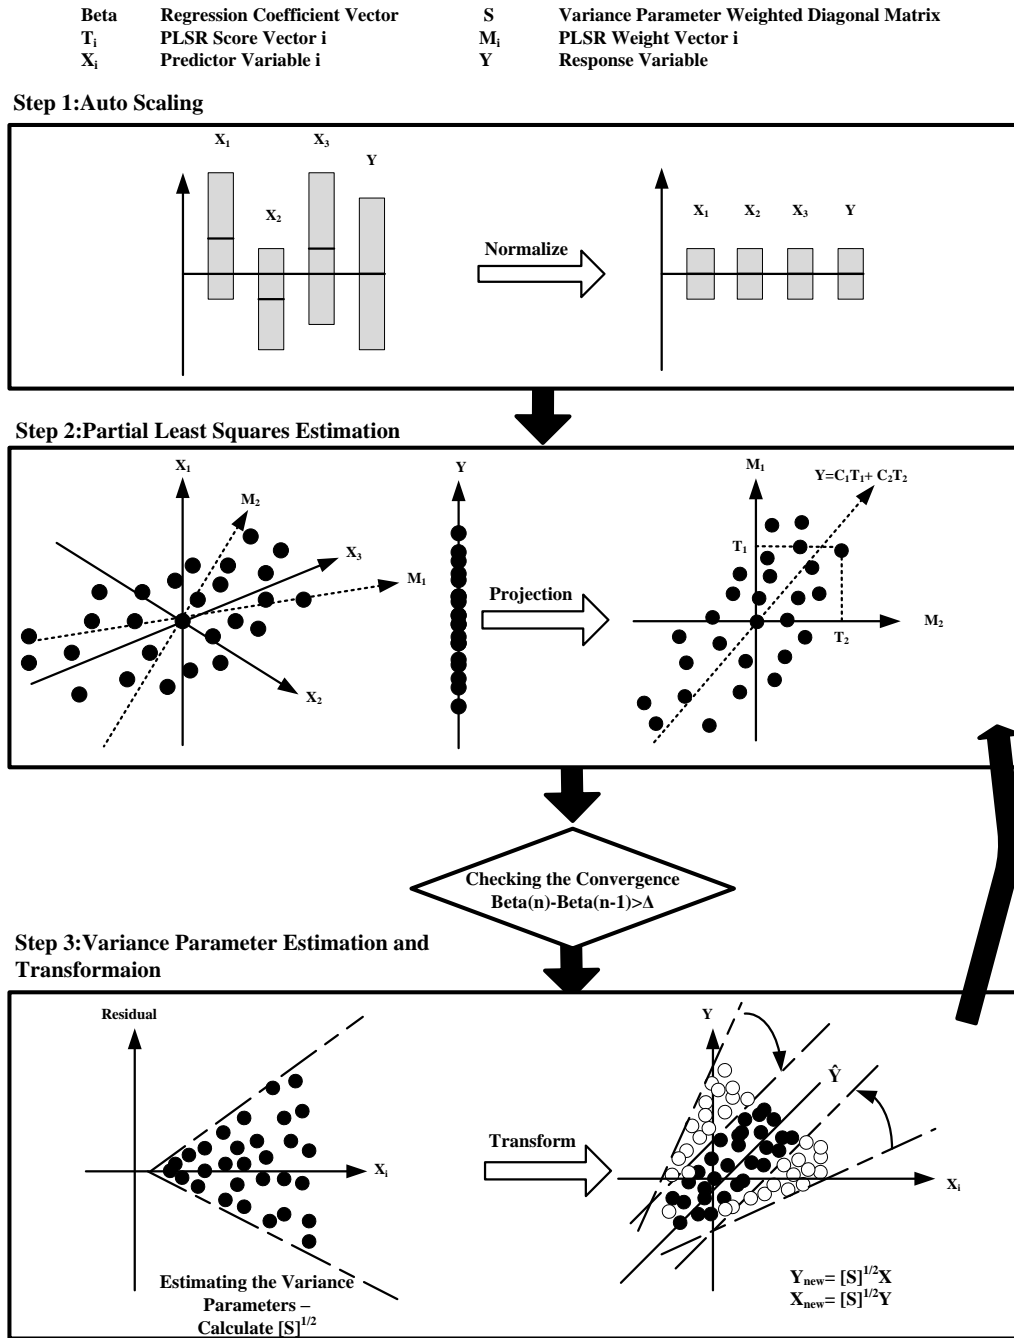 Beta Regression Coefficient Vector S Variance Parameter Weighted Diagonal Matrix
Tᵢ PLSR Score Vector i Mᵢ PLSR Weight Vector i
Xᵢ Predictor Variable i Y Response Variable
Step 1:Auto Scaling
X₁ X₃
Y
X₂
Normalize
X₁ X₂ X₃ Y
Step 2:Partial Least Squares Estimation
X₁
M₂
X₃
M₁
X₂
Y
Projection
M₁
Y=C₁T₁+ C₂T₂
T₁
M₂
T₂
Checking the Convergence
Beta(n)-Beta(n-1)>Δ
Step 3:Variance Parameter Estimation and
Transformaion
Residual
Xᵢ
Estimating the Variance
Parameters –
Calculate [S]^1/2
Transform
Y
Ŷ
Xᵢ
Y_new= [S]^1/2X
X_new= [S]^1/2Y